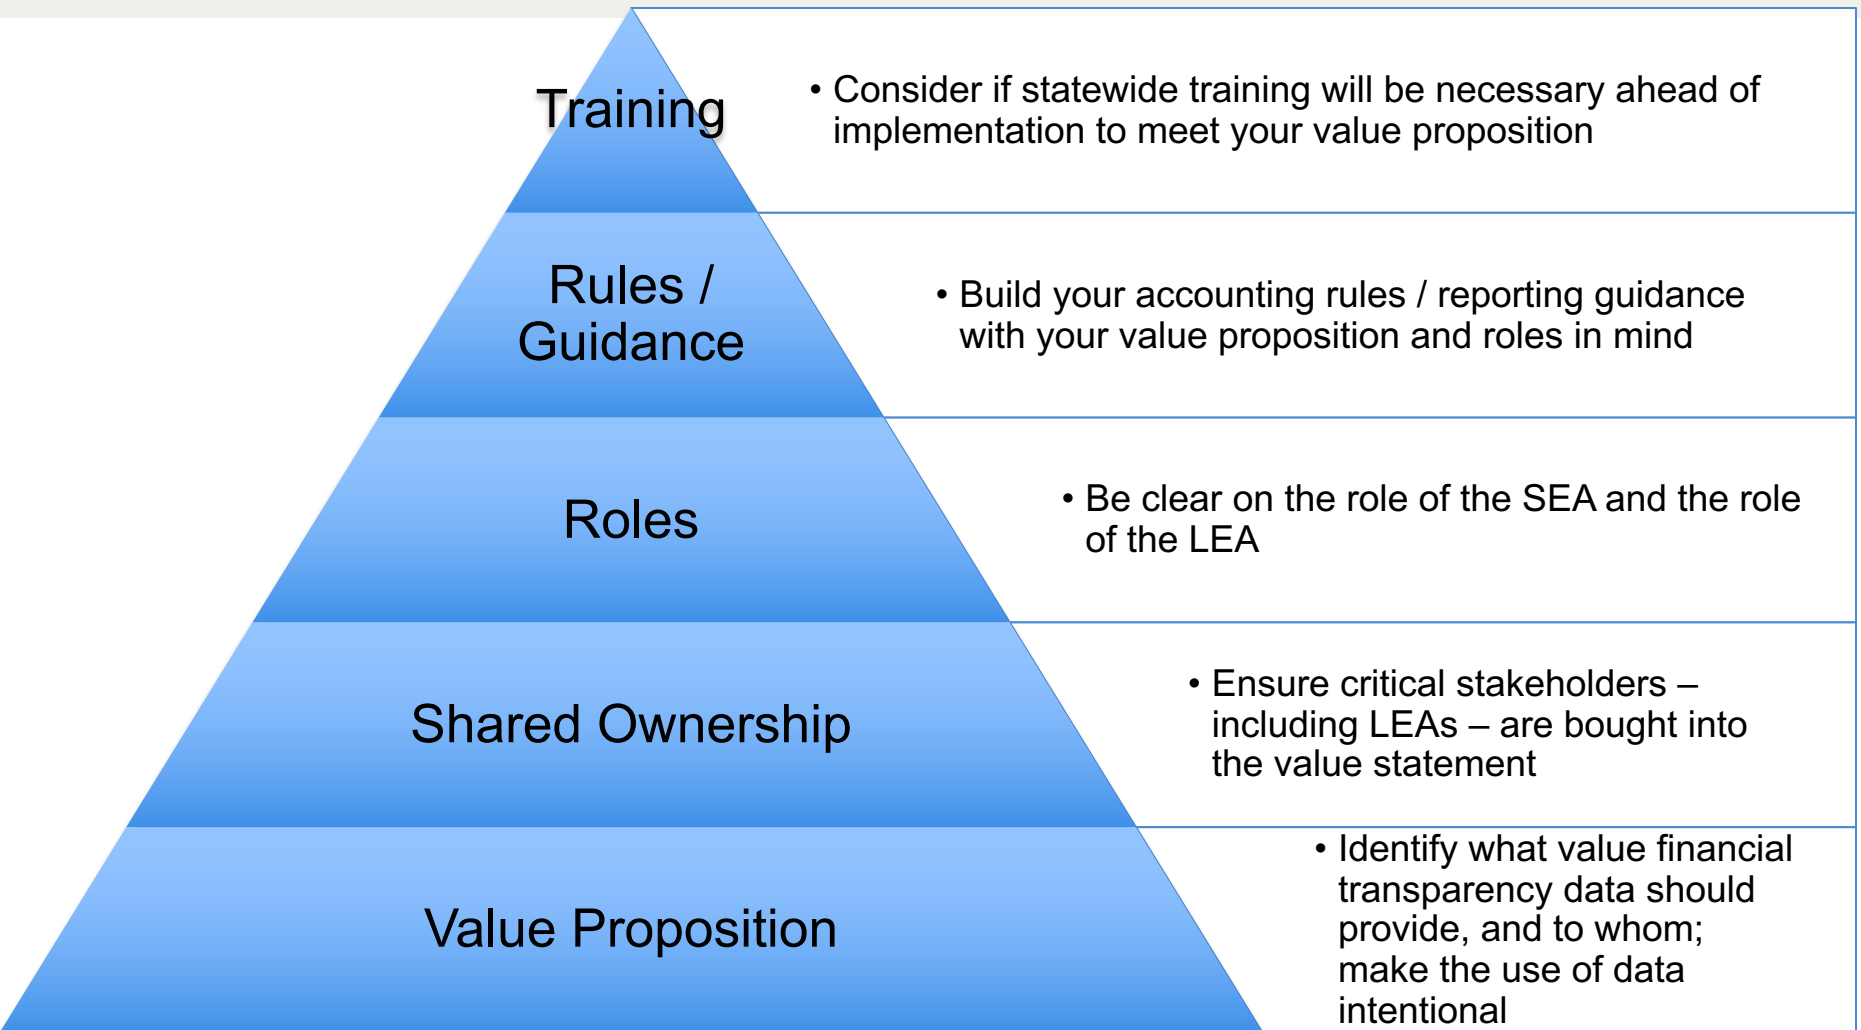 Training
• Consider if statewide training will be necessary ahead of
implementation to meet your value proposition
Rules /
Guidance
• Build your accounting rules / reporting guidance
with your value proposition and roles in mind
Roles
• Be clear on the role of the SEA and the role
of the LEA
Shared Ownership
• Ensure critical stakeholders –
including LEAs – are bought into
the value statement
Value Proposition
• Identify what value financial
transparency data should
provide, and to whom;
make the use of data
intentional